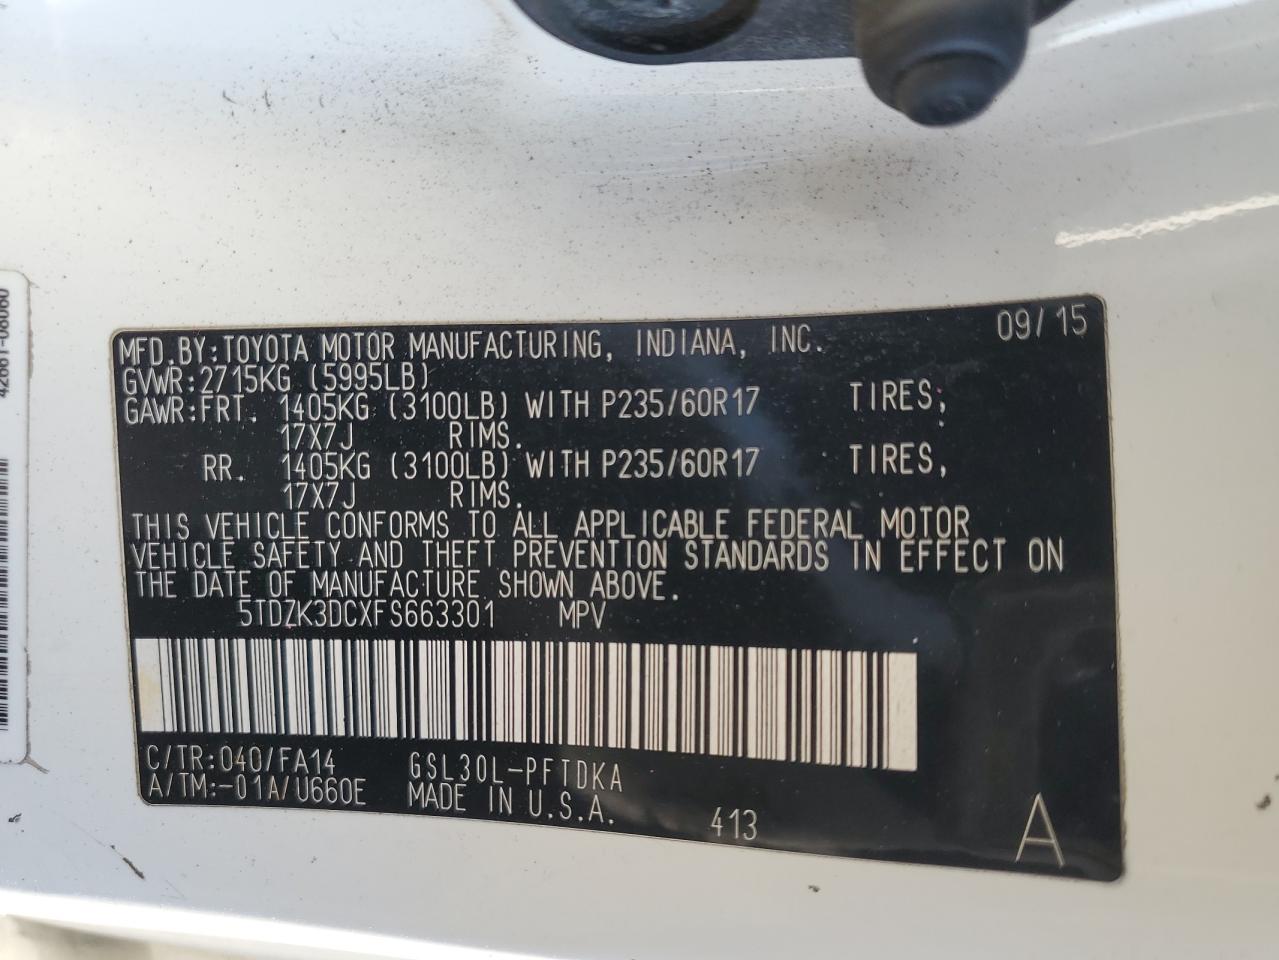 MFD.BY:TOYOTA MOTOR MANUFACTURING, INDIANA, INC. 09/15
GVWR:2715KG (5995LB)
GAWR:FRT. 1405KG (3100LB) WITH P235/60R17 TIRES,
17X7J RIMS.
RR. 1405KG (3100LB) WITH P235/60R17 TIRES,
17X7J RIMS.
THIS VEHICLE CONFORMS TO ALL APPLICABLE FEDERAL MOTOR
VEHICLE SAFETY AND THEFT PREVENTION STANDARDS IN EFFECT ON
THE DATE OF MANUFACTURE SHOWN ABOVE.
5TDZK3DCXFS663301 MPV
C/TR:040/FA14 GSL30L-PFTDKA
A/TM:-01A/U660E MADE IN U.S.A. 413 A
42661-08060